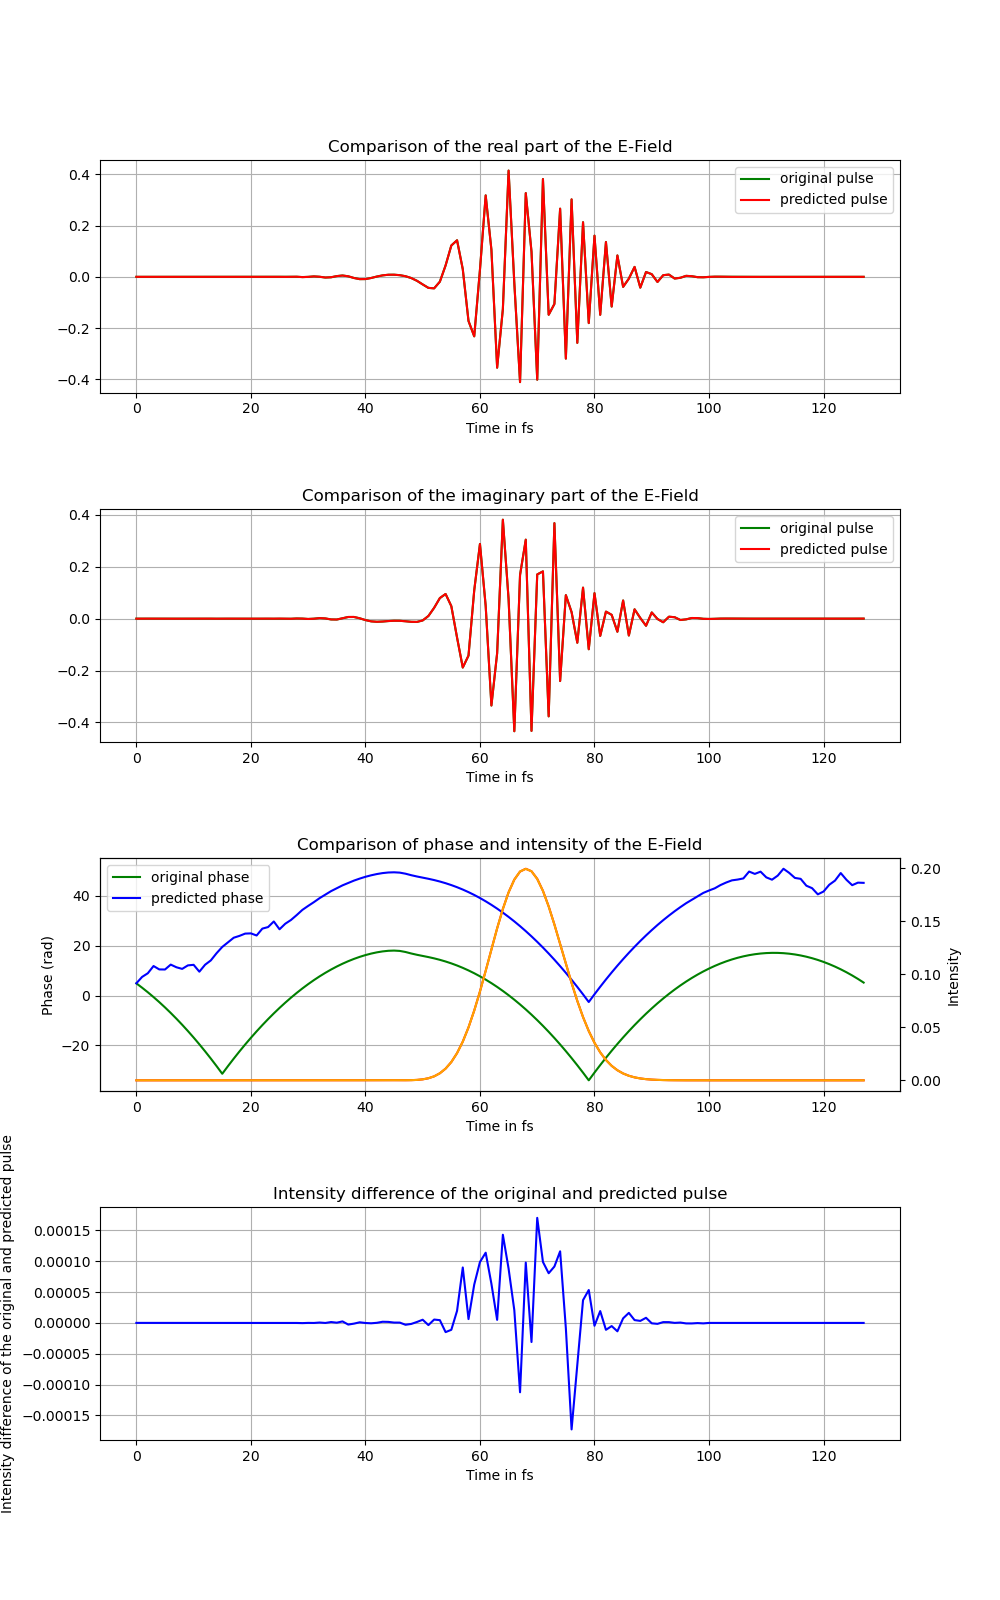 Comparison of the real part of the E-Field
original pulse
predicted pulse
0.4
0.2
0.0
−0.2
−0.4
0 20 40 60 80 100 120
Time in fs
Comparison of the imaginary part of the E-Field
original pulse
predicted pulse
0.4
0.2
0.0
−0.2
−0.4
0 20 40 60 80 100 120
Time in fs
Comparison of phase and intensity of the E-Field
original phase
predicted phase
Phase (rad)
40
20
0
−20
0.20
0.15
0.10
0.05
0.00
Intensity
0 20 40 60 80 100 120
Time in fs
Intensity difference of the original and predicted pulse
Intensity difference of the original and predicted pulse
0.00015
0.00010
0.00005
0.00000
−0.00005
−0.00010
−0.00015
0 20 40 60 80 100 120
Time in fs